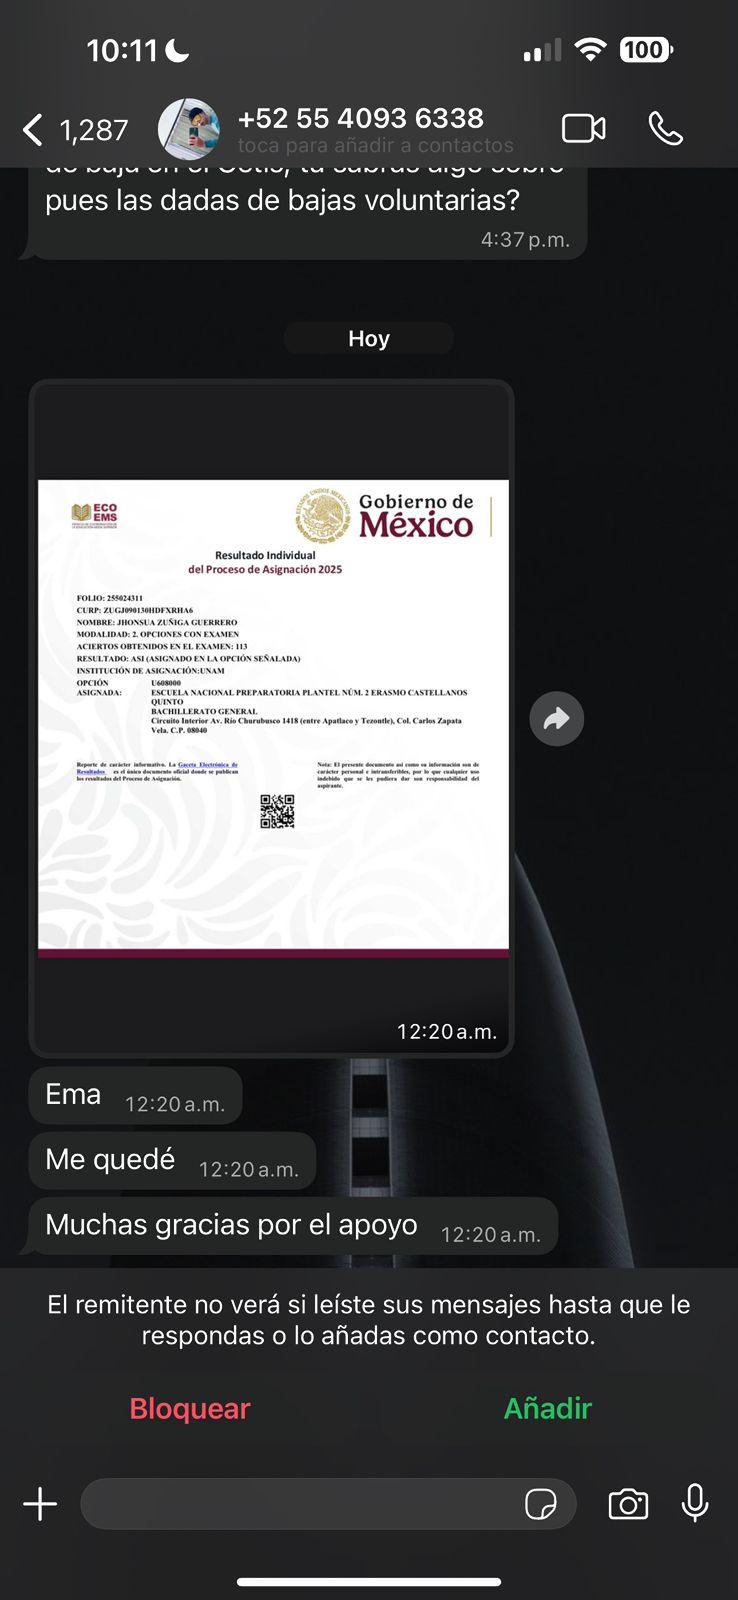 10:11
100
1,287
+52 55 4093 6338
toca para añadir a contactos
pues las dadas de bajas voluntarias?
4:37 p.m.
Hoy
ECO
EMS
Gobierno de
México
Resultado Individual
del Proceso de Asignación 2025
FOLIO: 255024311
CURP: ZUGJ090130HDFXRHA6
NOMBRE: JHONSUA ZUÑIGA GUERRERO
MODALIDAD: 2. OPCIONES CON EXAMEN
ACIERTOS OBTENIDOS EN EL EXAMEN: 113
RESULTADO: ASI (ASIGNADO EN LA OPCIÓN SEÑALADA)
INSTITUCIÓN DE ASIGNACIÓN:UNAM
OPCIÓN U608000
ASIGNADA: ESCUELA NACIONAL PREPARATORIA PLANTEL NÚM. 2 ERASMO CASTELLANOS
QUINTO
BACHILLERATO GENERAL
Circuito Interior Av. Río Churubusco 1418 (entre Apatlaco y Tezontle), Col. Carlos Zapata
Vela. C.P. 08040
Reporte de carácter informativo. La Gaceta Electrónica de
Resultados es el único documento oficial donde se publican
los resultados del Proceso de Asignación.
Nota: El presente documento así como su información son de
carácter personal e intransferibles, por lo que cualquier uso
indebido que se les pudiera dar son responsabilidad del
aspirante.
12:20 a.m.
Ema 12:20 a.m.
Me quedé 12:20 a.m.
Muchas gracias por el apoyo 12:20 a.m.
El remitente no verá si leíste sus mensajes hasta que le
respondas o lo añadas como contacto.
Bloquear Añadir